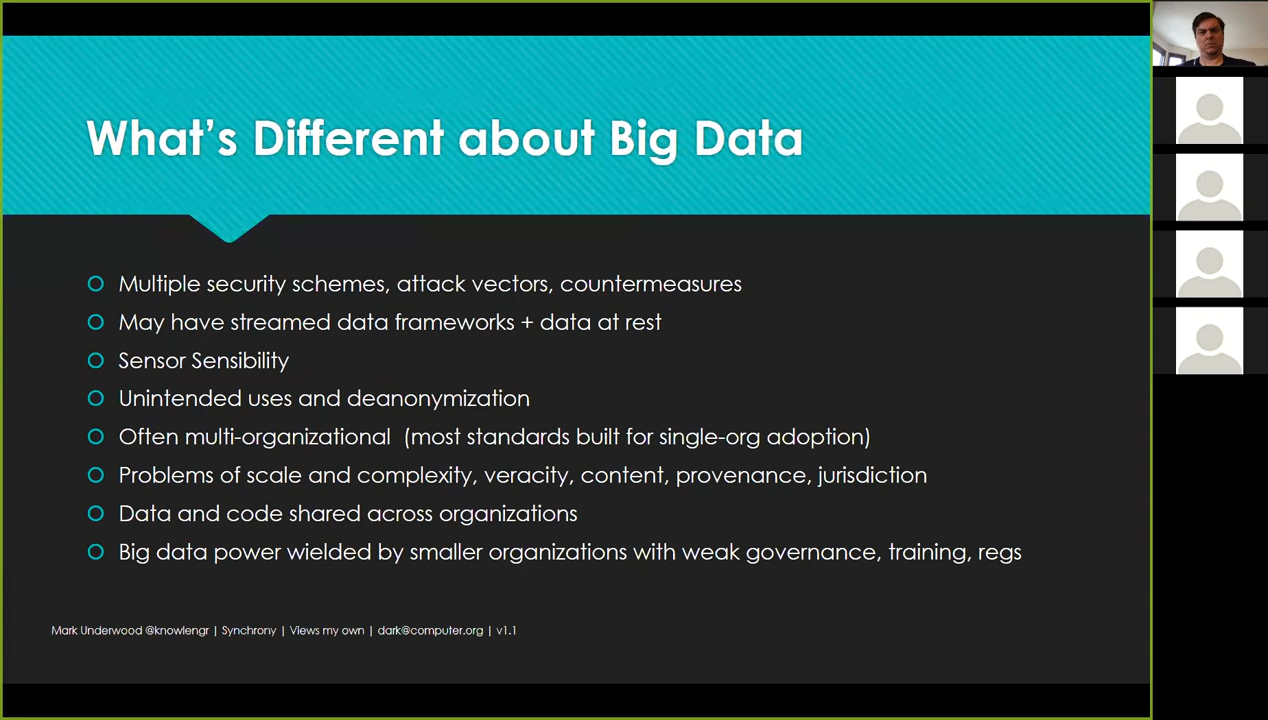 What's Different about Big Data
Multiple security schemes, attack vectors, countermeasures
May have streamed data frameworks + data at rest
Sensor Sensibility
Unintended uses and deanonymization
Often multi-organizational (most standards built for single-org adoption)
Problems of scale and complexity, veracity, content, provenance, jurisdiction
Data and code shared across organizations
Big data power wielded by smaller organizations with weak governance, training, regs
Mark Underwood @knowlengr | Synchrony | Views my own | dark@computer.org | v1.1